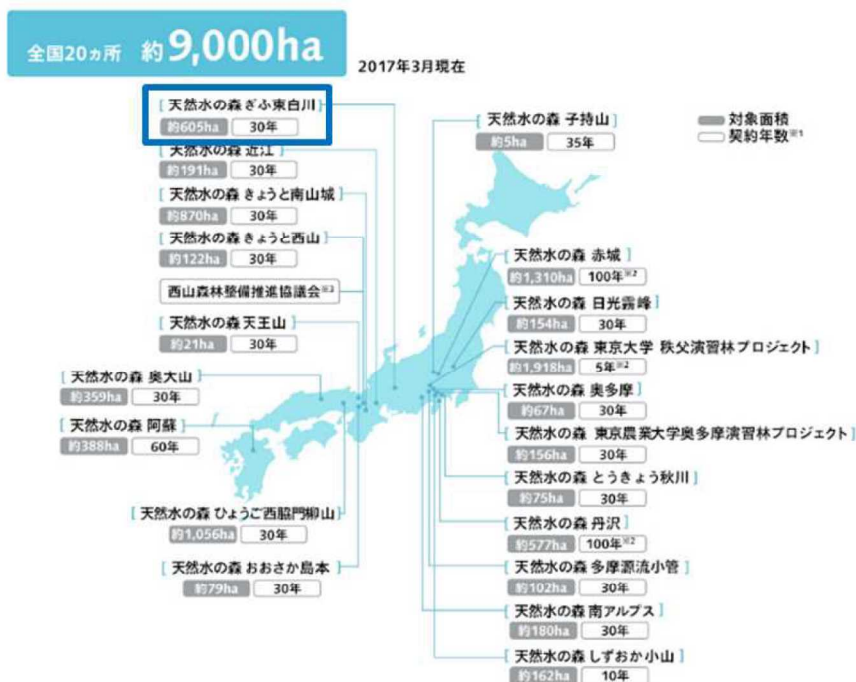 全国20ヵ所 約9,000ha
2017年3月現在
[天然水の森ぎふ東白川]
約605ha 30年
[天然水の森 近江]
約191ha 30年
[天然水の森 きょうと南山城]
約870ha 30年
[天然水の森 きょうと西山]
約122ha 30年
西山森林整備推進協議会※3
[天然水の森 天王山]
約21ha 30年
[天然水の森 奥大山]
約359ha 30年
[天然水の森 阿蘇]
約388ha 60年
[天然水の森 ひょうご西脇門柳山]
約1,056ha 30年
[天然水の森 おおさか島本]
約79ha 30年
[天然水の森 子持山]
約5ha 35年
対象面積
契約年数※1
[天然水の森 赤城]
約1,310ha 100年※2
[天然水の森 日光霧峰]
約154ha 30年
[天然水の森 東京大学 秩父演習林プロジェクト]
約1,918ha 5年※2
[天然水の森 奥多摩]
約67ha 30年
[天然水の森 東京農業大学奥多摩演習林プロジェクト]
約156ha 30年
[天然水の森 とうきょう秋川]
約75ha 30年
[天然水の森 丹沢]
約577ha 100年※2
[天然水の森 多摩源流小菅]
約102ha 30年
[天然水の森 南アルプス]
約180ha 30年
[天然水の森 しずおか小山]
約162ha 10年